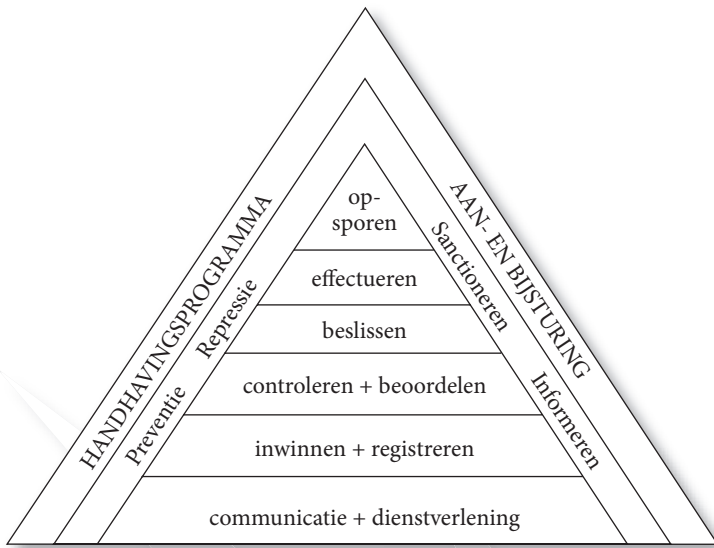 HANDHAVINGSPROGRAMMA
AAN- EN BIJSTURING
Preventie
Repressie
Sanctioneren
Informeren
op-
sporen
effectueren
beslissen
controleren + beoordelen
inwinnen + registreren
communicatie + dienstverlening